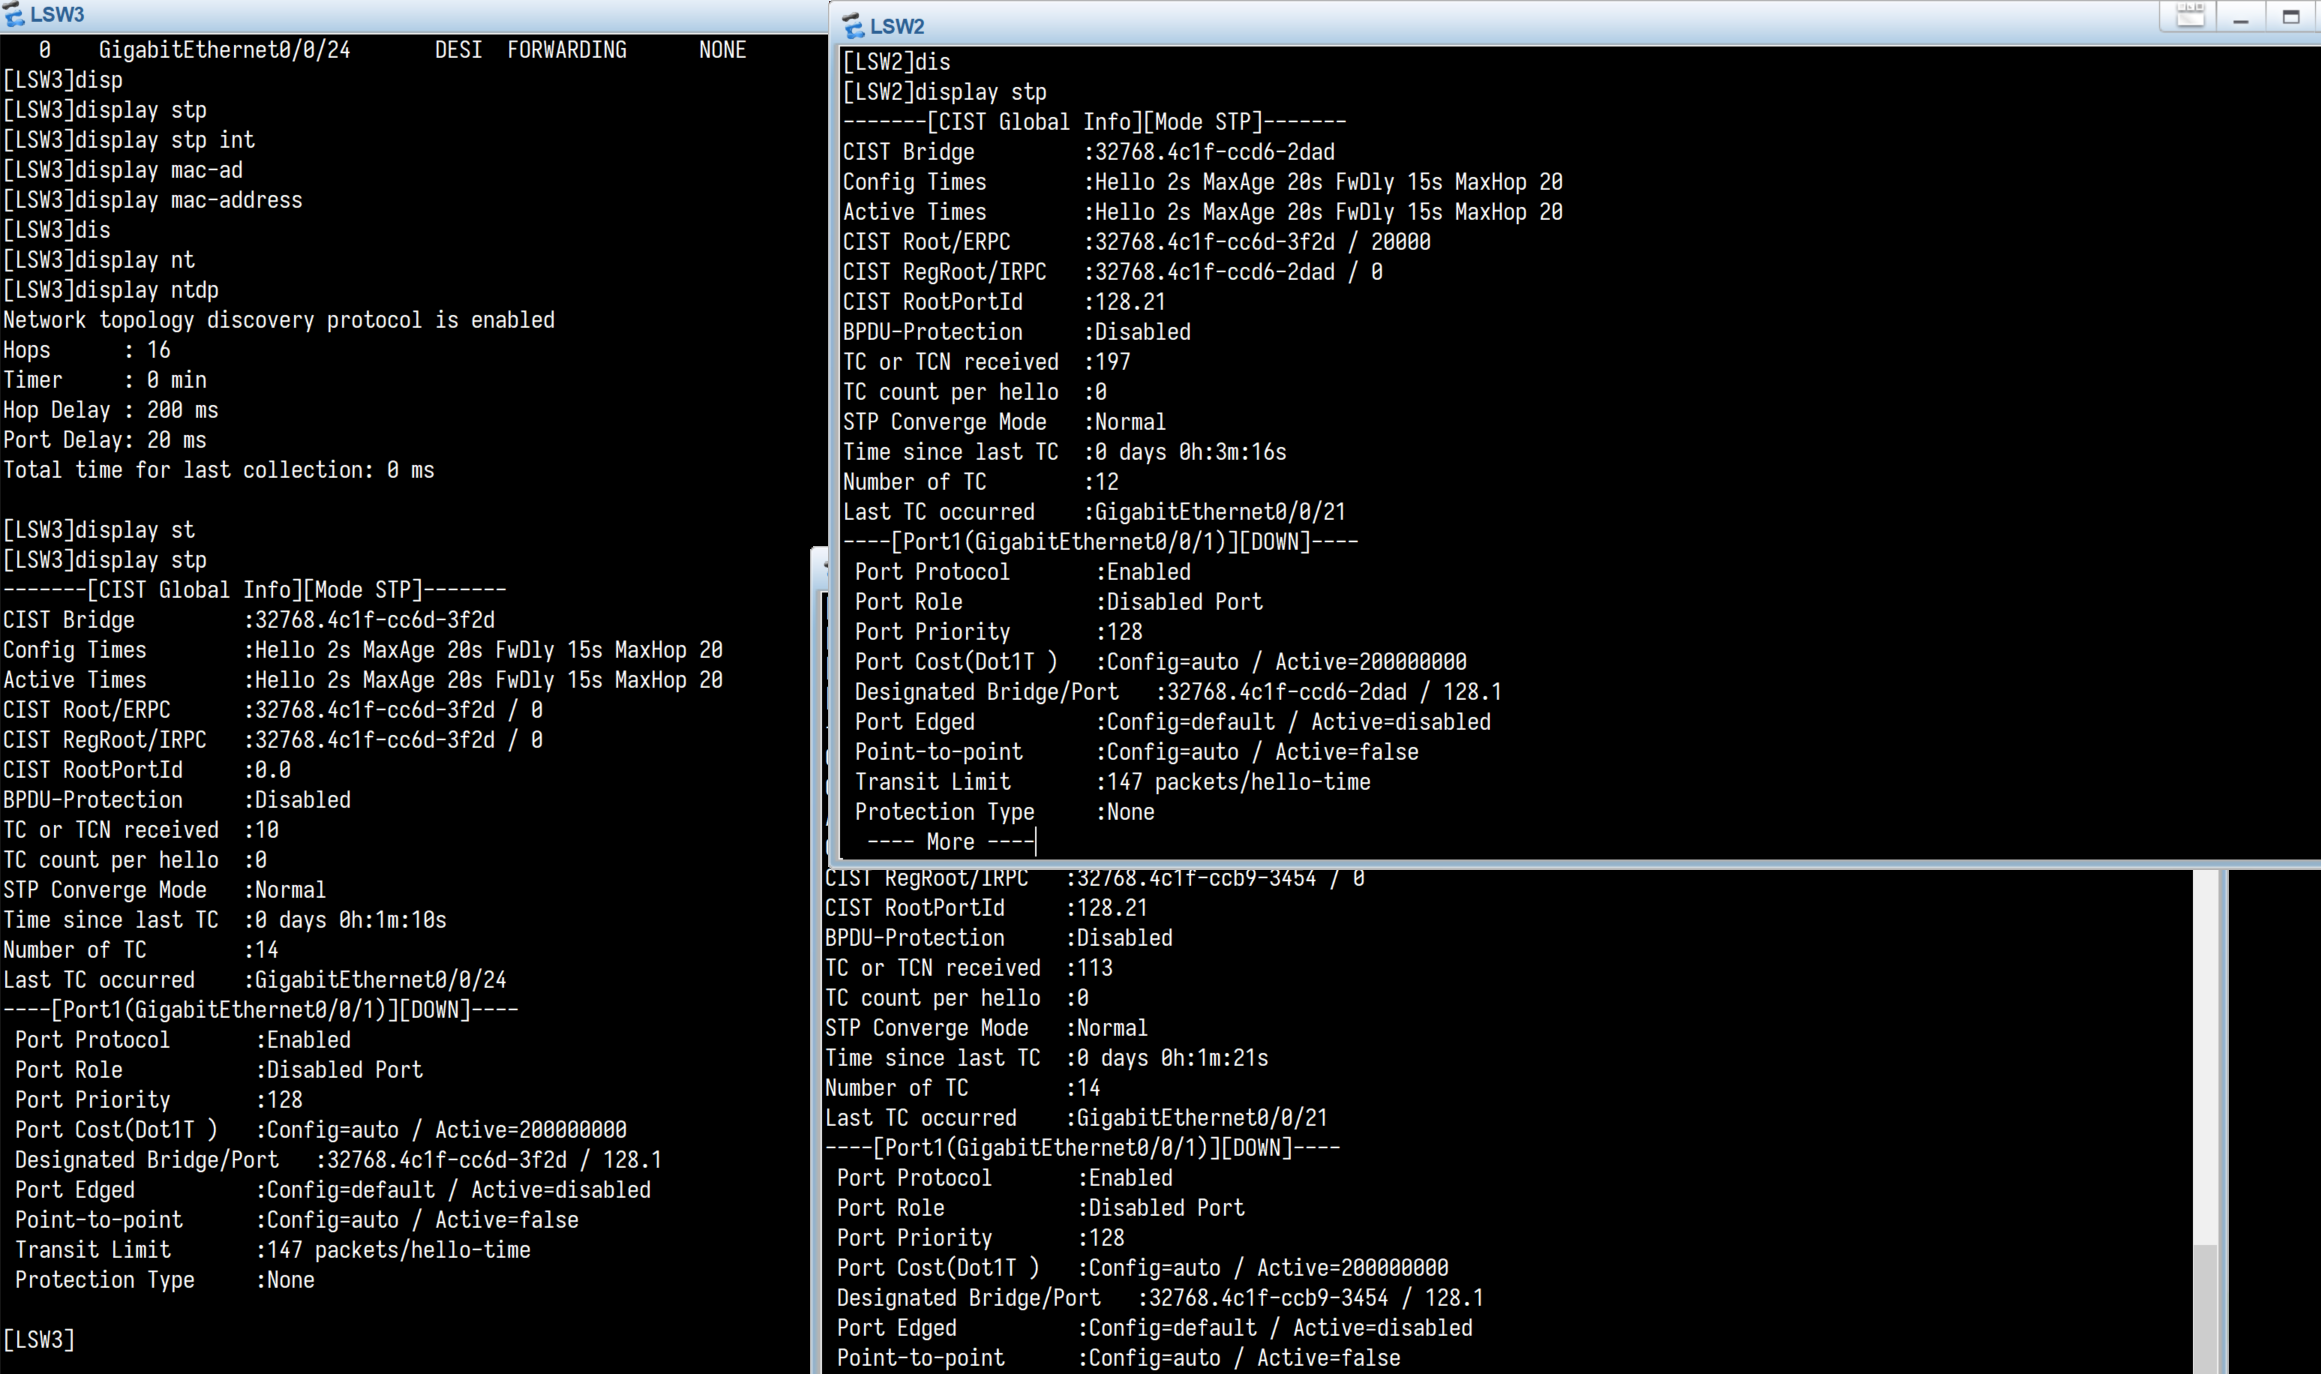 LSW3
  0    GigabitEthernet0/0/24       DESI  FORWARDING      NONE
[LSW3]disp
[LSW3]display stp
[LSW3]display stp int
[LSW3]display mac-ad
[LSW3]display mac-address
[LSW3]dis
[LSW3]display nt
[LSW3]display ntdp
Network topology discovery protocol is enabled
Hops      : 16
Timer     : 0 min
Hop Delay : 200 ms
Port Delay: 20 ms
Total time for last collection: 0 ms
[LSW3]display st
[LSW3]display stp
-------[CIST Global Info][Mode STP]-------
CIST Bridge         :32768.4c1f-cc6d-3f2d
Config Times        :Hello 2s MaxAge 20s FwDly 15s MaxHop 20
Active Times        :Hello 2s MaxAge 20s FwDly 15s MaxHop 20
CIST Root/ERPC      :32768.4c1f-cc6d-3f2d / 0
CIST RegRoot/IRPC   :32768.4c1f-cc6d-3f2d / 0
CIST RootPortId     :0.0
BPDU-Protection     :Disabled
TC or TCN received  :10
TC count per hello  :0
STP Converge Mode   :Normal
Time since last TC  :0 days 0h:1m:10s
Number of TC        :14
Last TC occurred    :GigabitEthernet0/0/24
----[Port1(GigabitEthernet0/0/1)][DOWN]----
 Port Protocol       :Enabled
 Port Role           :Disabled Port
 Port Priority       :128
 Port Cost(Dot1T )   :Config=auto / Active=200000000
 Designated Bridge/Port   :32768.4c1f-cc6d-3f2d / 128.1
 Port Edged          :Config=default / Active=disabled
 Point-to-point      :Config=auto / Active=false
 Transit Limit       :147 packets/hello-time
 Protection Type     :None
[LSW3]
LSW2
[LSW2]dis
[LSW2]display stp
-------[CIST Global Info][Mode STP]-------
CIST Bridge         :32768.4c1f-ccd6-2dad
Config Times        :Hello 2s MaxAge 20s FwDly 15s MaxHop 20
Active Times        :Hello 2s MaxAge 20s FwDly 15s MaxHop 20
CIST Root/ERPC      :32768.4c1f-cc6d-3f2d / 20000
CIST RegRoot/IRPC   :32768.4c1f-ccd6-2dad / 0
CIST RootPortId     :128.21
BPDU-Protection     :Disabled
TC or TCN received  :197
TC count per hello  :0
STP Converge Mode   :Normal
Time since last TC  :0 days 0h:3m:16s
Number of TC        :12
Last TC occurred    :GigabitEthernet0/0/21
----[Port1(GigabitEthernet0/0/1)][DOWN]----
 Port Protocol       :Enabled
 Port Role           :Disabled Port
 Port Priority       :128
 Port Cost(Dot1T )   :Config=auto / Active=200000000
 Designated Bridge/Port   :32768.4c1f-ccd6-2dad / 128.1
 Port Edged          :Config=default / Active=disabled
 Point-to-point      :Config=auto / Active=false
 Transit Limit       :147 packets/hello-time
 Protection Type     :None
  ---- More ----
CIST RegRoot/IRPC   :32768.4c1f-ccb9-3454 / 0
CIST RootPortId     :128.21
BPDU-Protection     :Disabled
TC or TCN received  :113
TC count per hello  :0
STP Converge Mode   :Normal
Time since last TC  :0 days 0h:1m:21s
Number of TC        :14
Last TC occurred    :GigabitEthernet0/0/21
----[Port1(GigabitEthernet0/0/1)][DOWN]----
 Port Protocol       :Enabled
 Port Role           :Disabled Port
 Port Priority       :128
 Port Cost(Dot1T )   :Config=auto / Active=200000000
 Designated Bridge/Port   :32768.4c1f-ccb9-3454 / 128.1
 Port Edged          :Config=default / Active=disabled
 Point-to-point      :Config=auto / Active=false